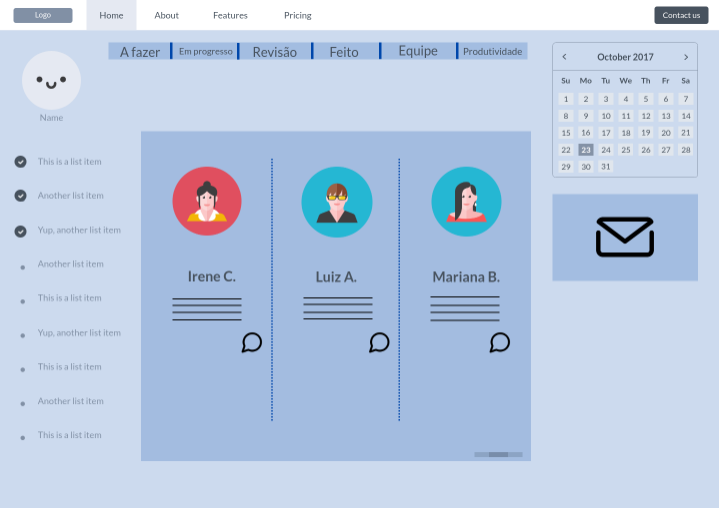 Logo
Home
About
Features
Pricing
Contact us
A fazer
Em progresso
Revisão
Feito
Equipe
Produtividade
Name
This is a list item
Another list item
Yup, another list item
Another list item
This is a list item
Yup, another list item
This is a list item
Another list item
This is a list item
Irene C.
Luiz A.
Mariana B.
October 2017
Su Mo Tu We Th Fr Sa
1 2 3 4 5 6 7
8 9 10 11 12 13 14
15 16 17 18 19 20 21
22 23 24 25 26 27 28
29 30 31